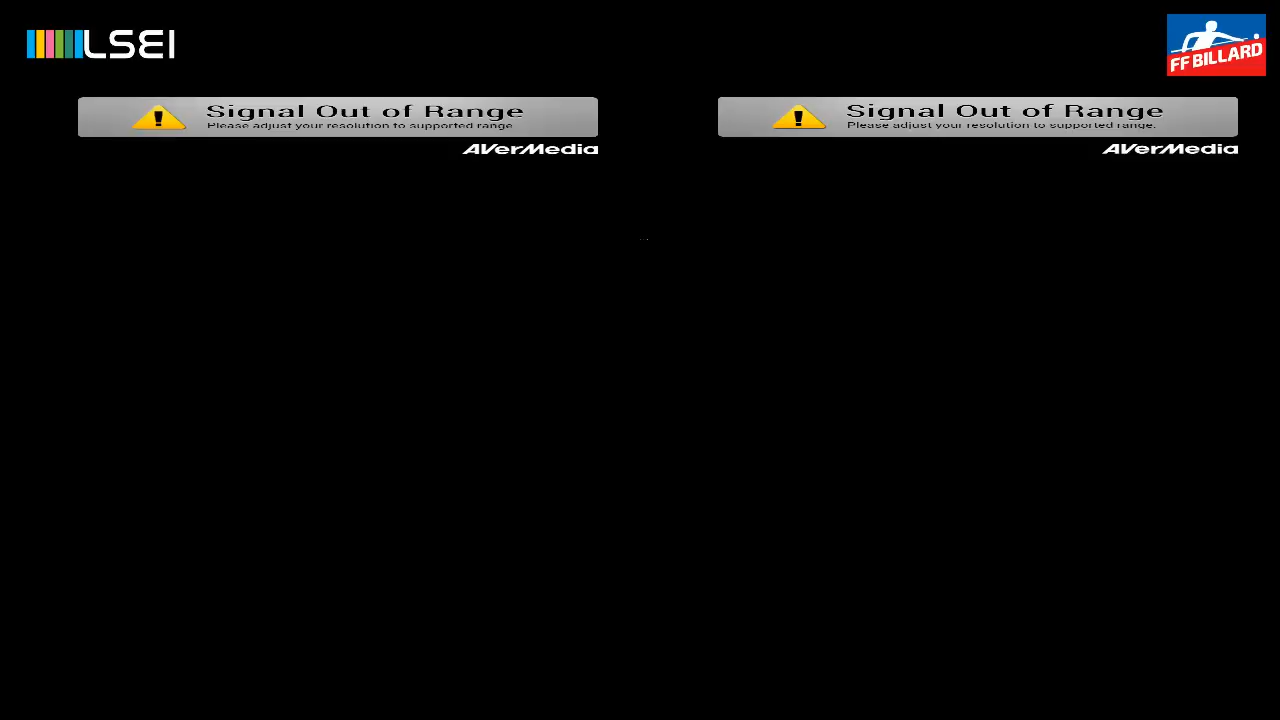 LSEI
FF BILLARD
Signal Out of Range
Please adjust your resolution to supported range
AVerMedia
Signal Out of Range
Please adjust your resolution to supported range.
AVerMedia